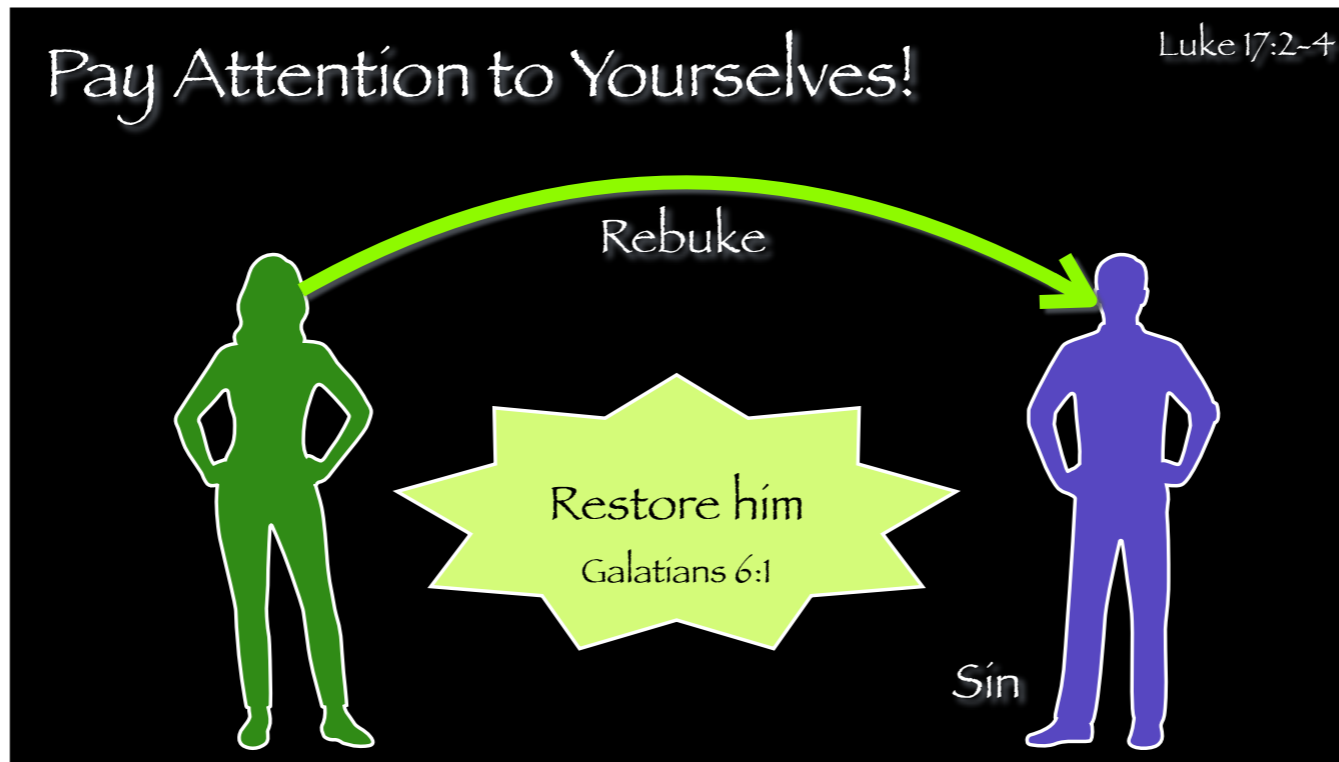 Pay Attention to Yourselves!
Luke 17:2-4
Rebuke
Restore him
Galatians 6:1
Sin